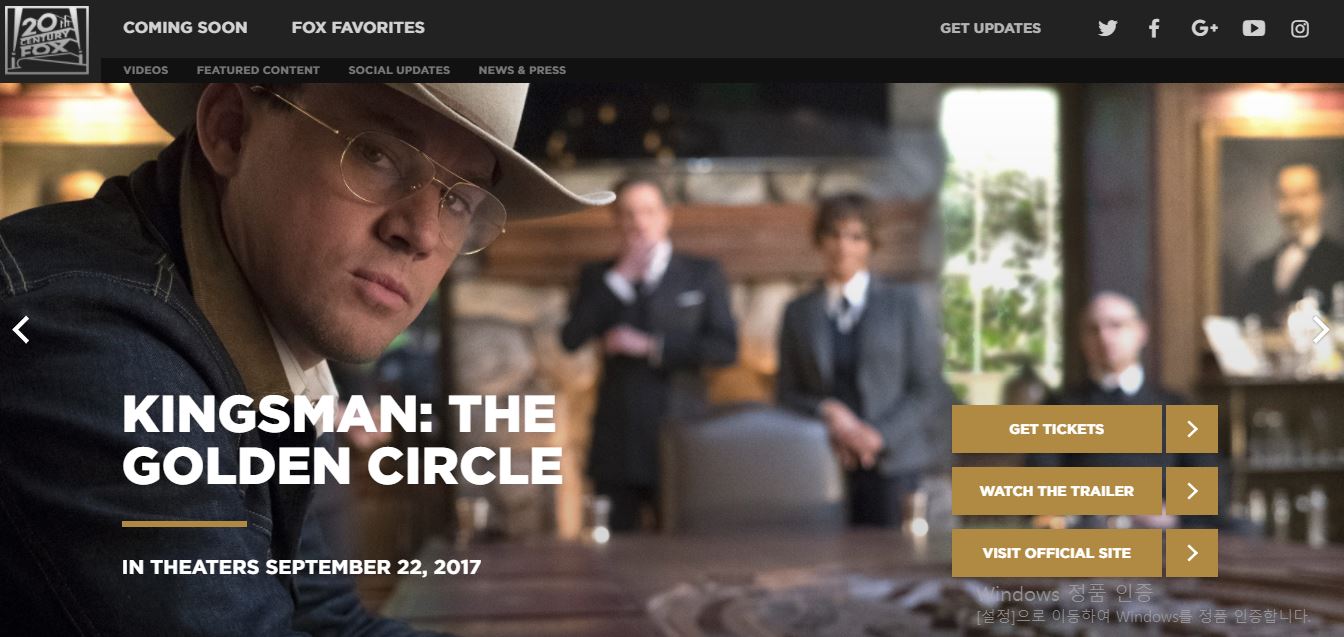 20th
CENTURY
FOX
COMING SOON
FOX FAVORITES
GET UPDATES
G+
VIDEOS
FEATURED CONTENT
SOCIAL UPDATES
NEWS & PRESS
KINGSMAN: THE
GOLDEN CIRCLE
IN THEATERS SEPTEMBER 22, 2017
GET TICKETS
WATCH THE TRAILER
VISIT OFFICIAL SITE
Windows 정품 인증
[설정]으로 이동하여 Windows를 정품 인증합니다.